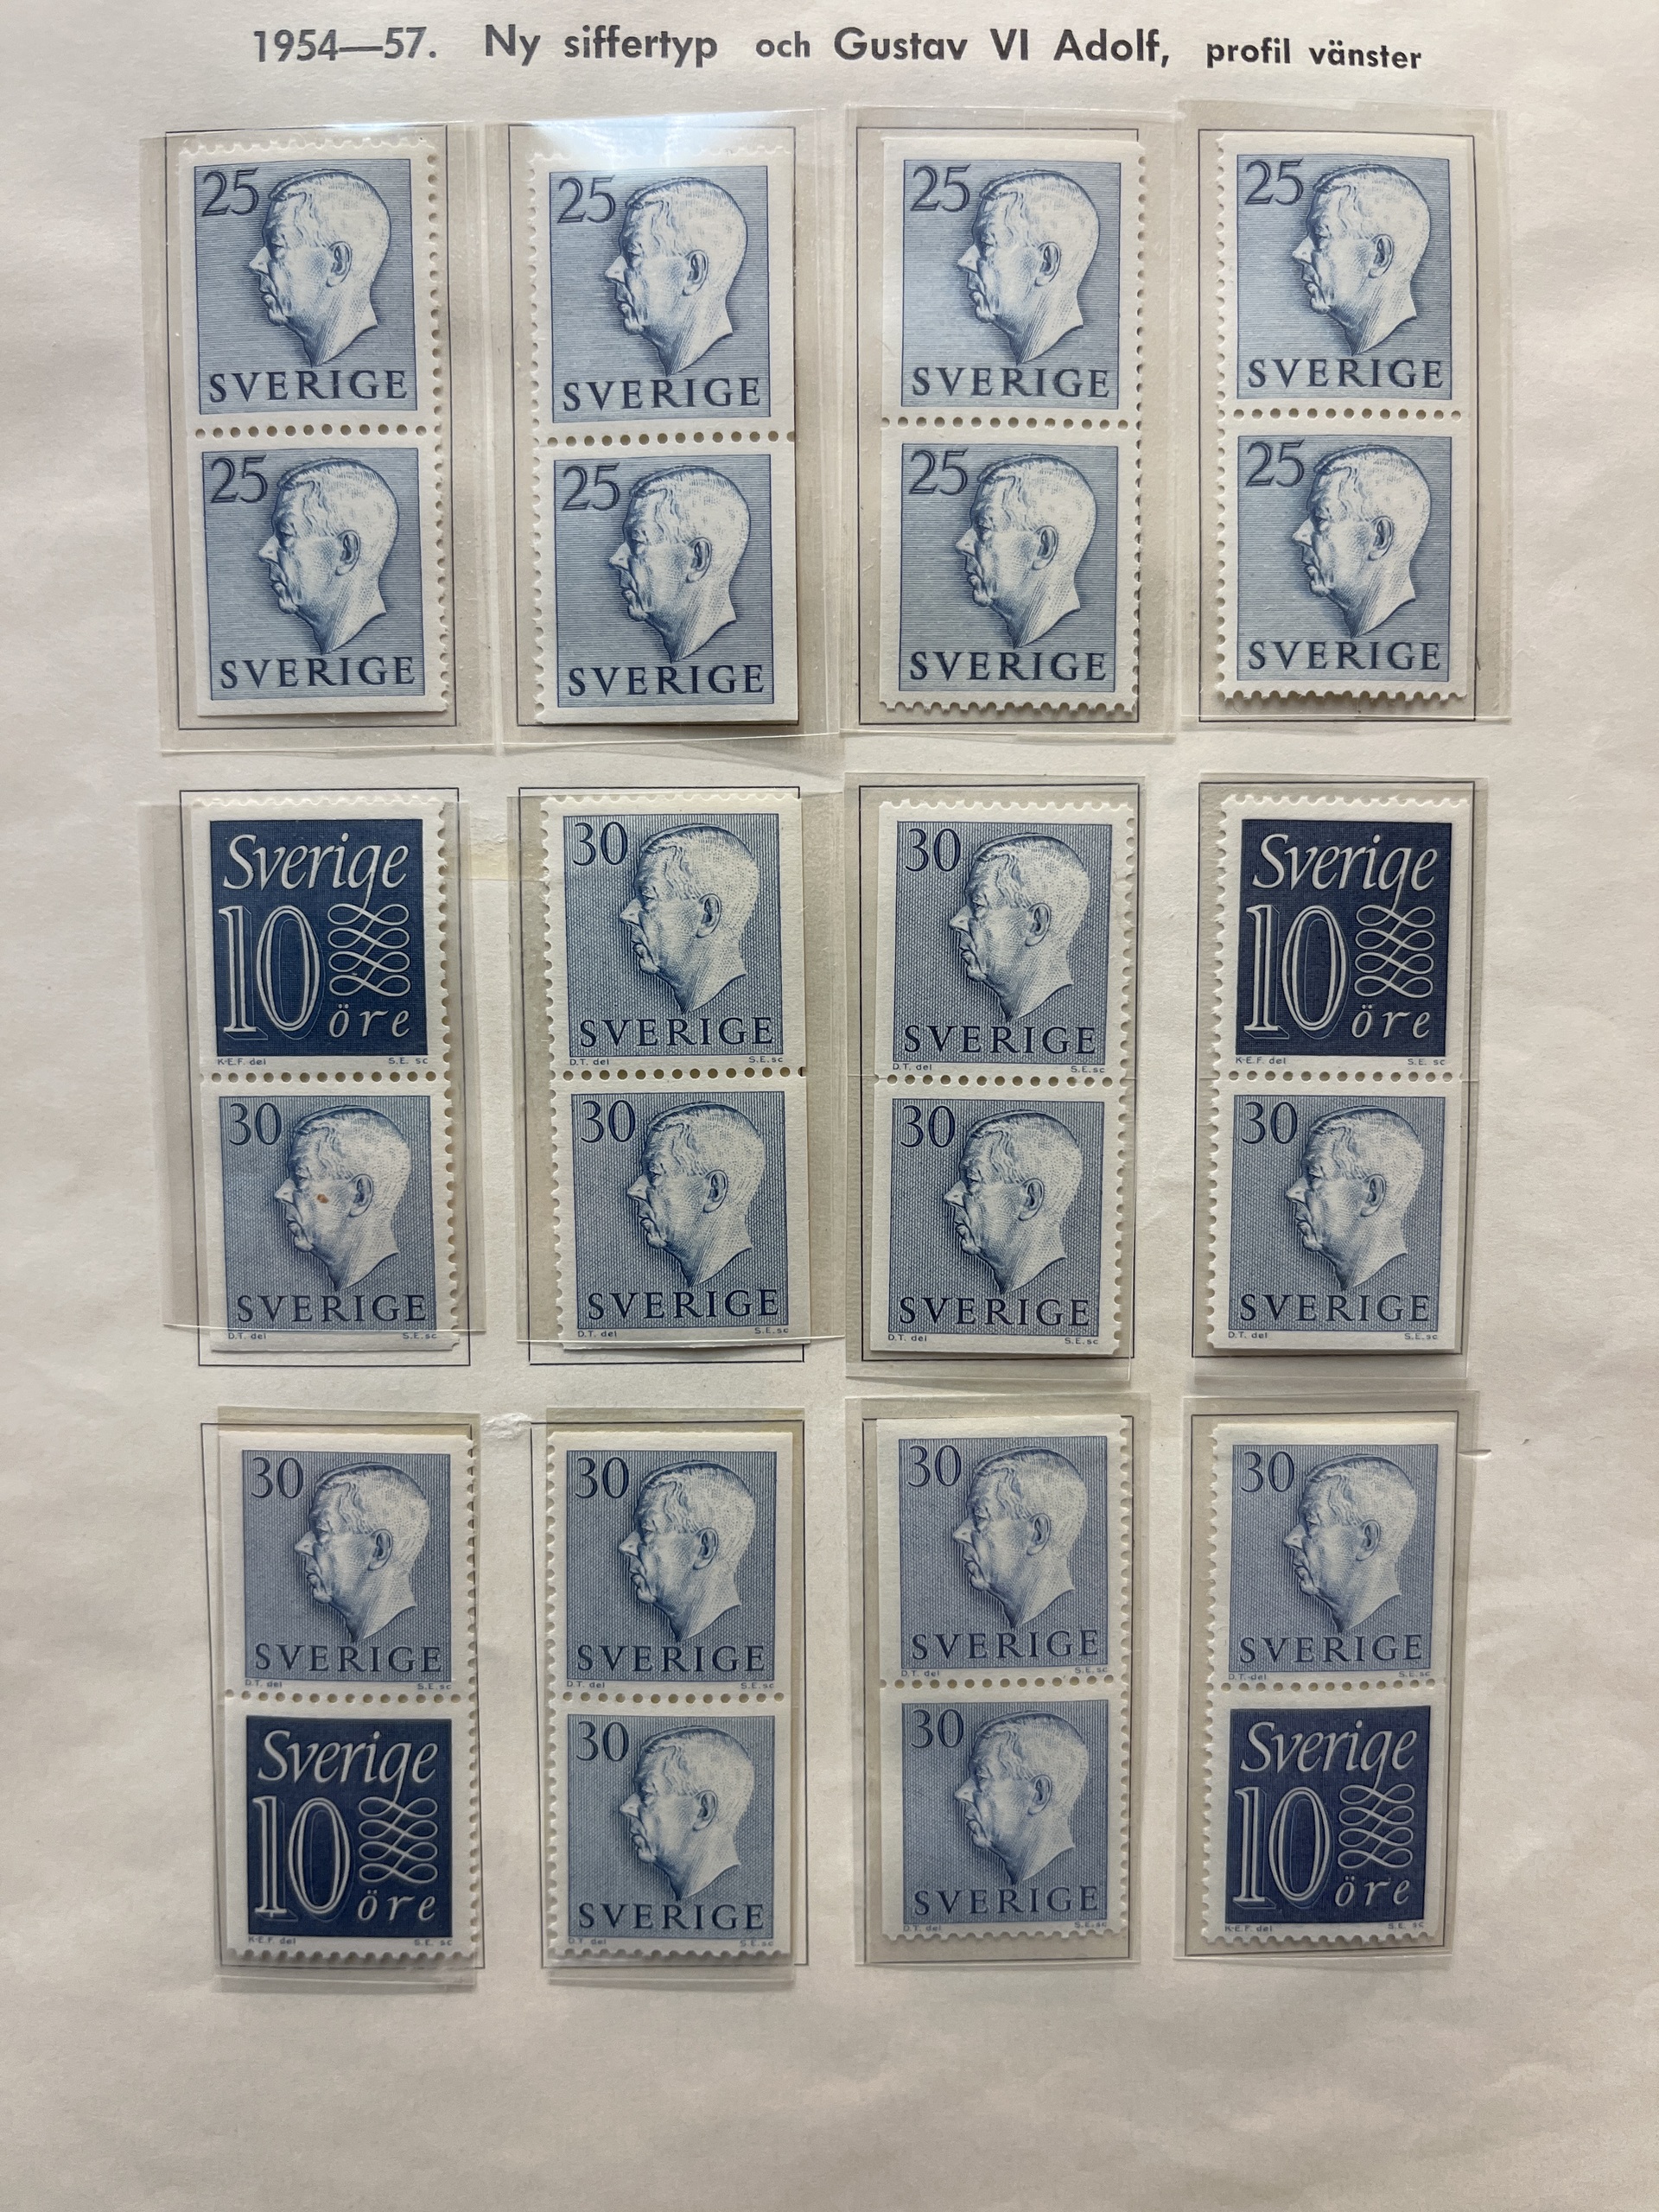 1954—57. Ny siffertyp och Gustav VI Adolf, profil vänster
25 25 25 25
SVERIGE SVERIGE SVERIGE SVERIGE
25 25 25 25
SVERIGE SVERIGE SVERIGE SVERIGE
Sverige 10 öre
K.E.F. del S.E. sc
30
SVERIGE
D.T. del S.E.sc
30
SVERIGE
D.T. del S.E.sc
30
SVERIGE
D.T. del S.E.sc
30
SVERIGE
D.T. del S.E.sc
30
SVERIGE
D.T. del S.E.sc
Sverige
10
öre
K.E.F. del S.E. sc
30
SVERIGE
D.T. del S.E.sc
30
SVERIGE
D.T. del S.E.sc
Sverige
10
öre
K.E.F. del S.E. sc
30
SVERIGE
D.T. del S.E.sc
30
SVERIGE
D.T. del S.E.sc
30
SVERIGE
D.T. del S.E.sc
30
SVERIGE
D.T. del S.E.sc
30
SVERIGE
D.T. del S.E.sc
Sverige
10
öre
K.E.F. del S.E. sc